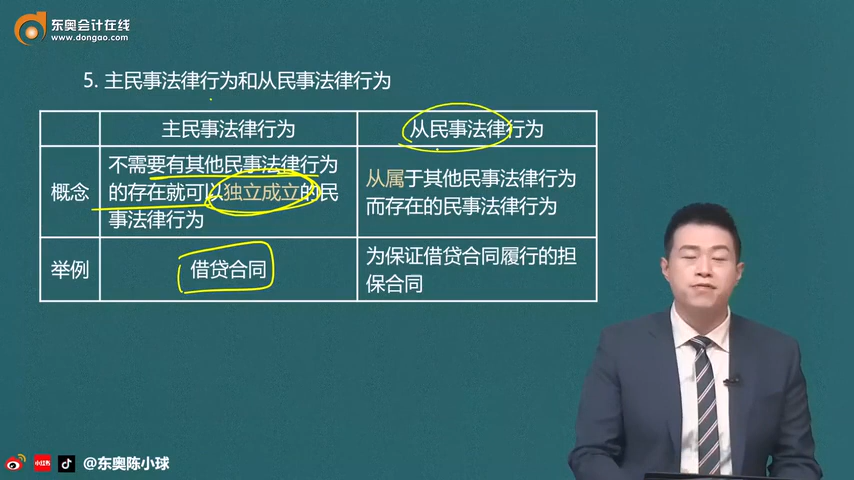 东奥会计在线
www.dongao.com
5. 主民事法律行为和从民事法律行为
主民事法律行为
从民事法律行为
概念
不需要有其他民事法律行为
的存在就可以独立成立的民
事法律行为
从属于其他民事法律行为
而存在的民事法律行为
举例
借贷合同
为保证借贷合同履行的担
保合同
小红书
@东奥陈小球